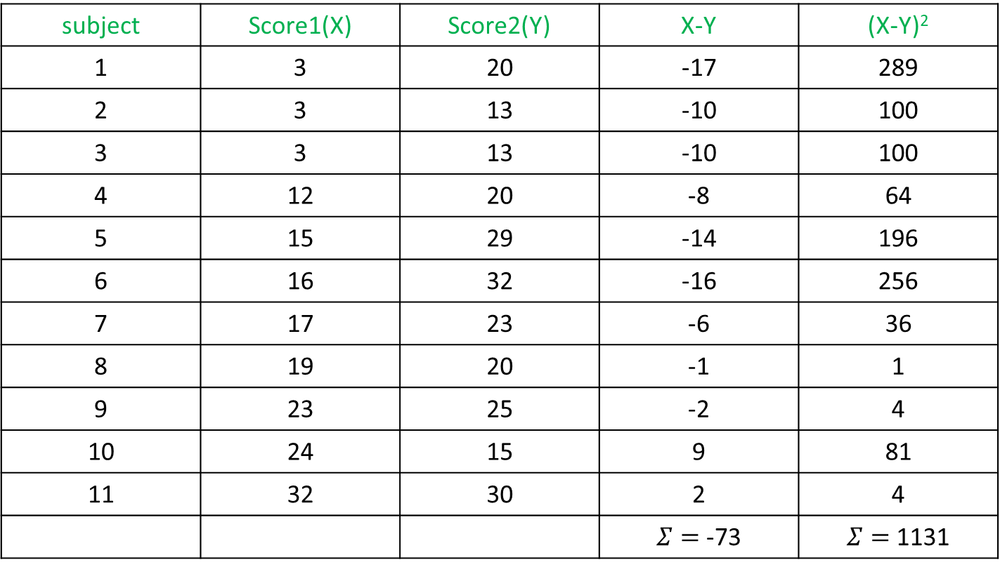 subject Score1(X) Score2(Y) X-Y (X-Y)²
1 3 20 -17 289
2 3 13 -10 100
3 3 13 -10 100
4 12 20 -8 64
5 15 29 -14 196
6 16 32 -16 256
7 17 23 -6 36
8 19 20 -1 1
9 23 25 -2 4
10 24 15 9 81
11 32 30 2 4
Σ = -73 Σ = 1131